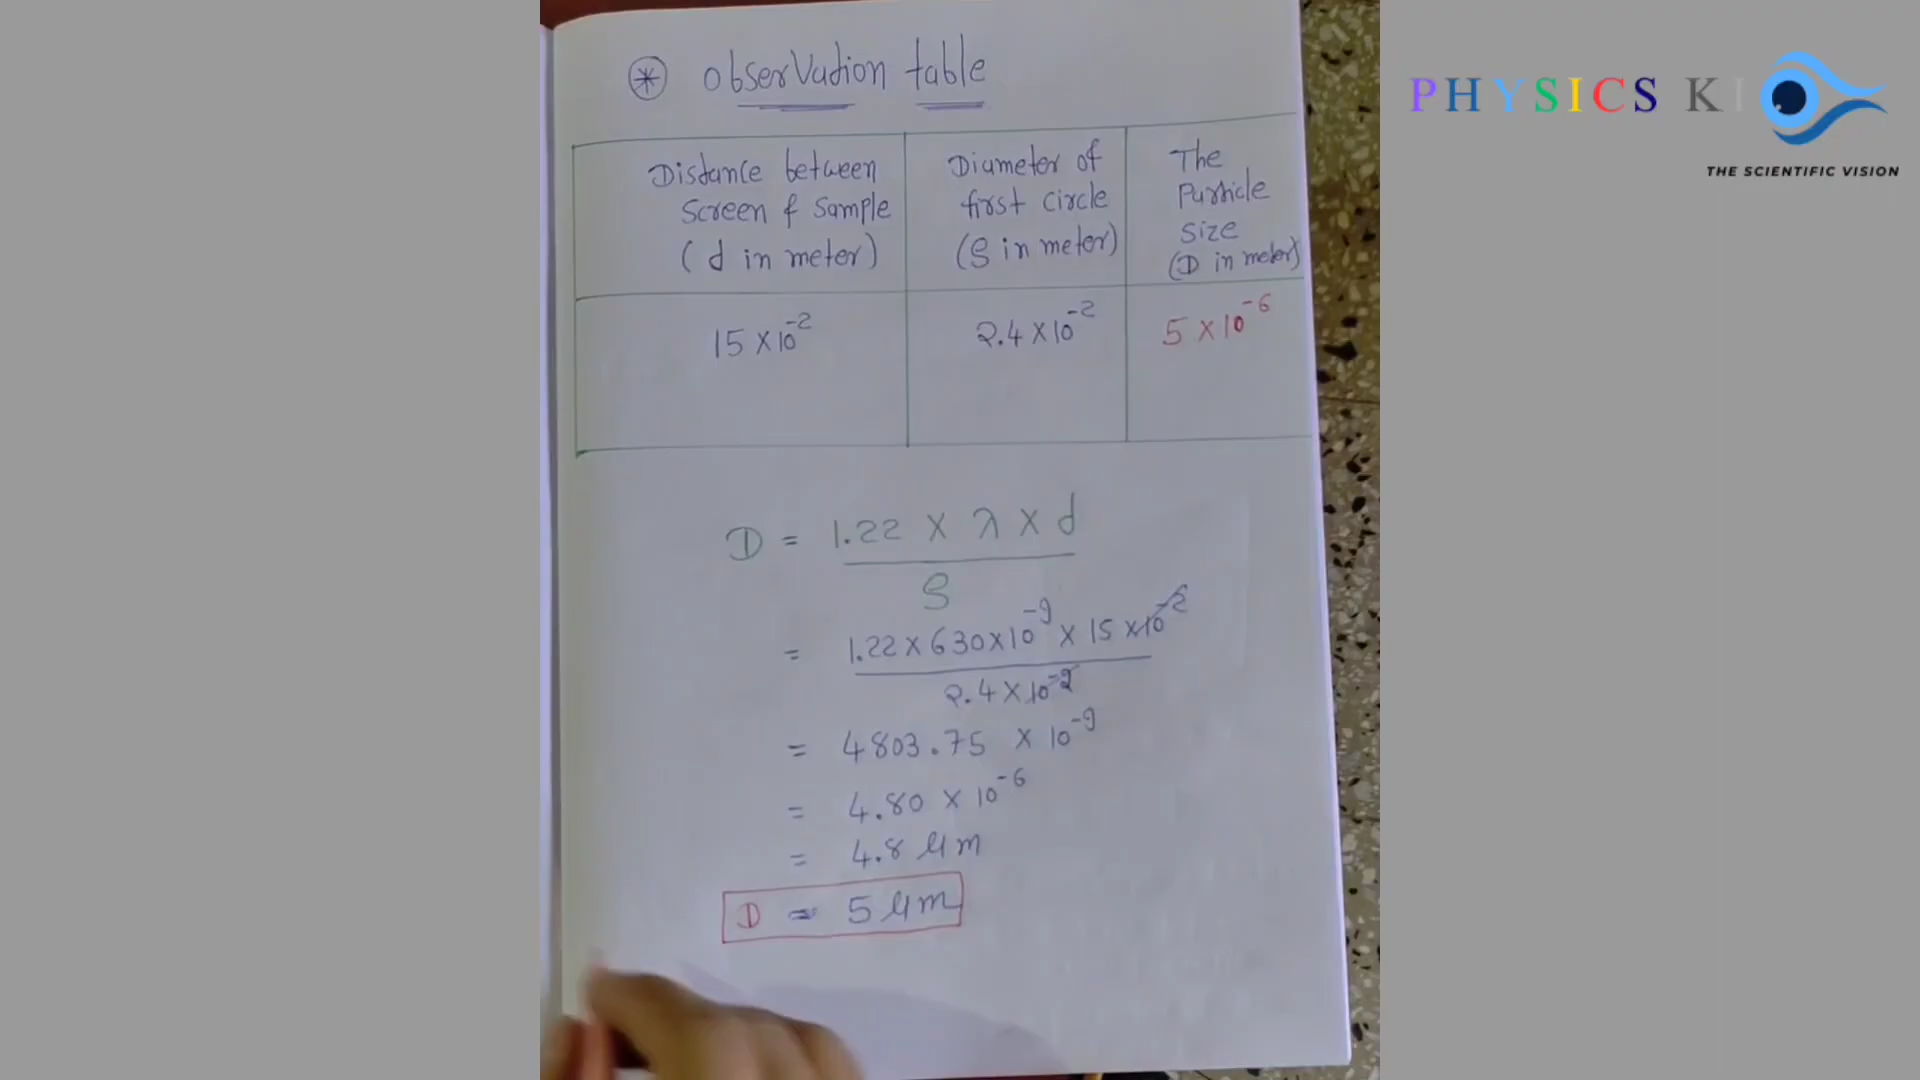 ⊛ Observation table
Distance between
Screen & Sample
(d in meter)
Diameter of
first circle
(S in meter)
The
Particle
Size
(D in meter)
15 × 10⁻²
2.4 × 10⁻²
5 × 10⁻⁶
D = 1.22 × λ × d
S
= 1.22 × 630 × 10⁻⁹ × 15 × 10⁻²
2.4 × 10⁻²
= 4803.75 × 10⁻⁹
= 4.80 × 10⁻⁶
= 4.8 μm
D ≈ 5 μm
PHYSICS KI
THE SCIENTIFIC VISION